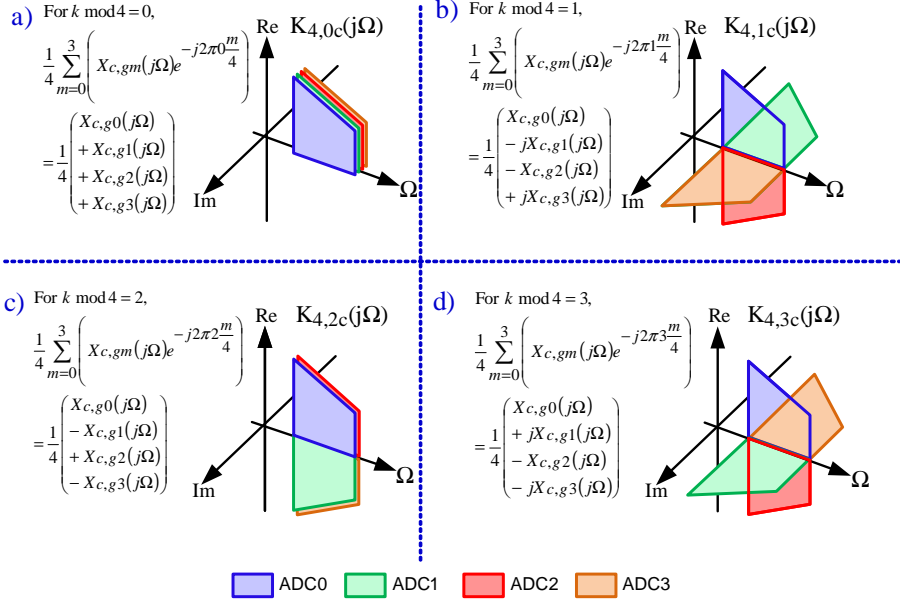 a) For k mod 4 = 0,
1/4 3∑m=0 ( X_{c,gm}(jΩ)e^{-j2π0 m/4} )
= 1/4 ( X_{c,g0}(jΩ)
+ X_{c,g1}(jΩ)
+ X_{c,g2}(jΩ)
+ X_{c,g3}(jΩ) )
Re K_{4,0c}(jΩ)
Ω
Im
b) For k mod 4 = 1,
1/4 3∑m=0 ( X_{c,gm}(jΩ)e^{-j2π1 m/4} )
= 1/4 ( X_{c,g0}(jΩ)
- jX_{c,g1}(jΩ)
- X_{c,g2}(jΩ)
+ jX_{c,g3}(jΩ) )
Re K_{4,1c}(jΩ)
Ω
Im
c) For k mod 4 = 2,
1/4 3∑m=0 ( X_{c,gm}(jΩ)e^{-j2π2 m/4} )
= 1/4 ( X_{c,g0}(jΩ)
- X_{c,g1}(jΩ)
+ X_{c,g2}(jΩ)
- X_{c,g3}(jΩ) )
Re K_{4,2c}(jΩ)
Ω
Im
d) For k mod 4 = 3,
1/4 3∑m=0 ( X_{c,gm}(jΩ)e^{-j2π3 m/4} )
= 1/4 ( X_{c,g0}(jΩ)
+ jX_{c,g1}(jΩ)
- X_{c,g2}(jΩ)
- jX_{c,g3}(jΩ) )
Re K_{4,3c}(jΩ)
Ω
Im
ADC0 ADC1 ADC2 ADC3